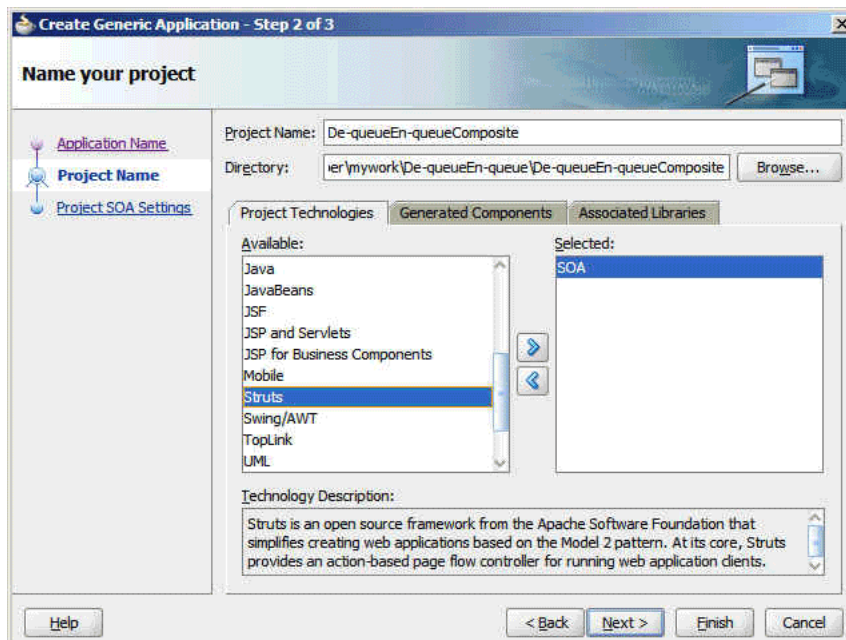 Create Generic Application - Step 2 of 3
Name your project
Application Name
Project Name
Project SOA Settings
Project Name: De-queueEn-queueComposite
Directory: er\mywork\De-queueEn-queue\De-queueEn-queueComposite Browse...
Project Technologies Generated Components Associated Libraries
Available: Selected:
Java SOA
JavaBeans
JSF
JSP and Servlets
JSP for Business Components
Mobile
Struts
Swing/AWT
TopLink
UML
Technology Description:
Struts is an open source framework from the Apache Software Foundation that
simplifies creating web applications based on the Model 2 pattern. At its core, Struts
provides an action-based page flow controller for running web application clients.
Help < Back Next > Finish Cancel